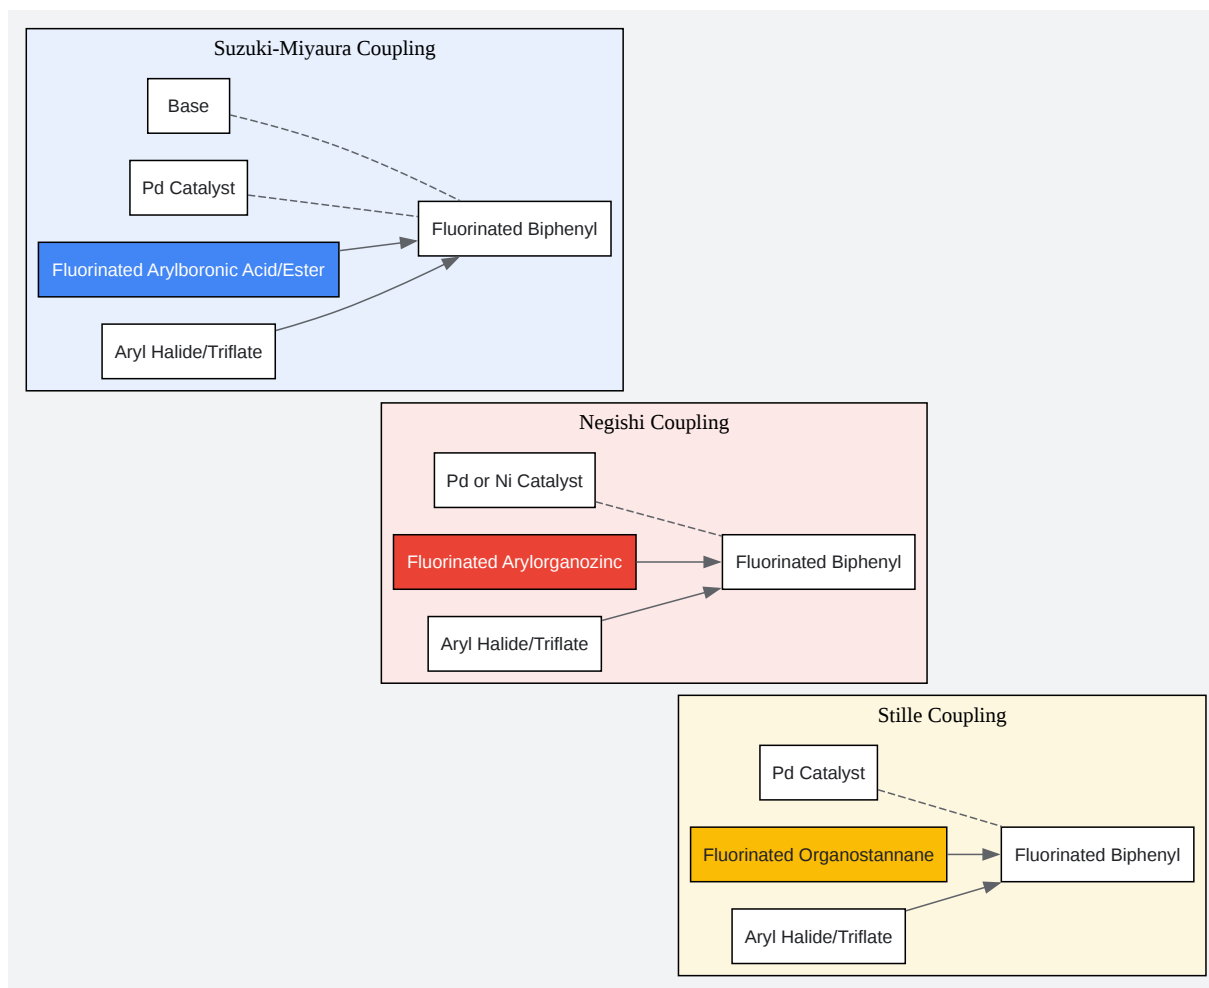 Suzuki-Miyaura Coupling
Base
Pd Catalyst
Fluorinated Biphenyl
Fluorinated Arylboronic Acid/Ester
Aryl Halide/Triflate
Negishi Coupling
Pd or Ni Catalyst
Fluorinated Arylorganozinc
Fluorinated Biphenyl
Aryl Halide/Triflate
Stille Coupling
Pd Catalyst
Fluorinated Organostannane
Fluorinated Biphenyl
Aryl Halide/Triflate